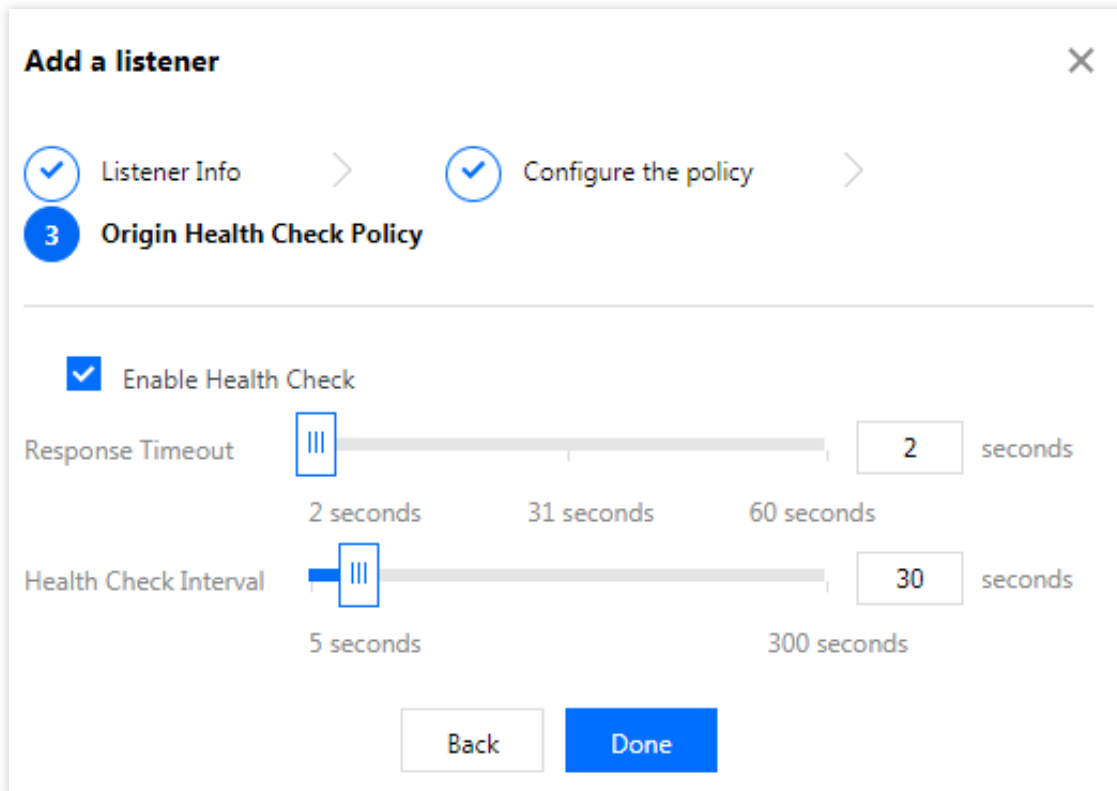 Add a listener
Listener Info
Configure the policy
3 Origin Health Check Policy
Enable Health Check
Response Timeout 2 seconds
2 seconds 31 seconds 60 seconds
Health Check Interval 30 seconds
5 seconds 300 seconds
Back Done